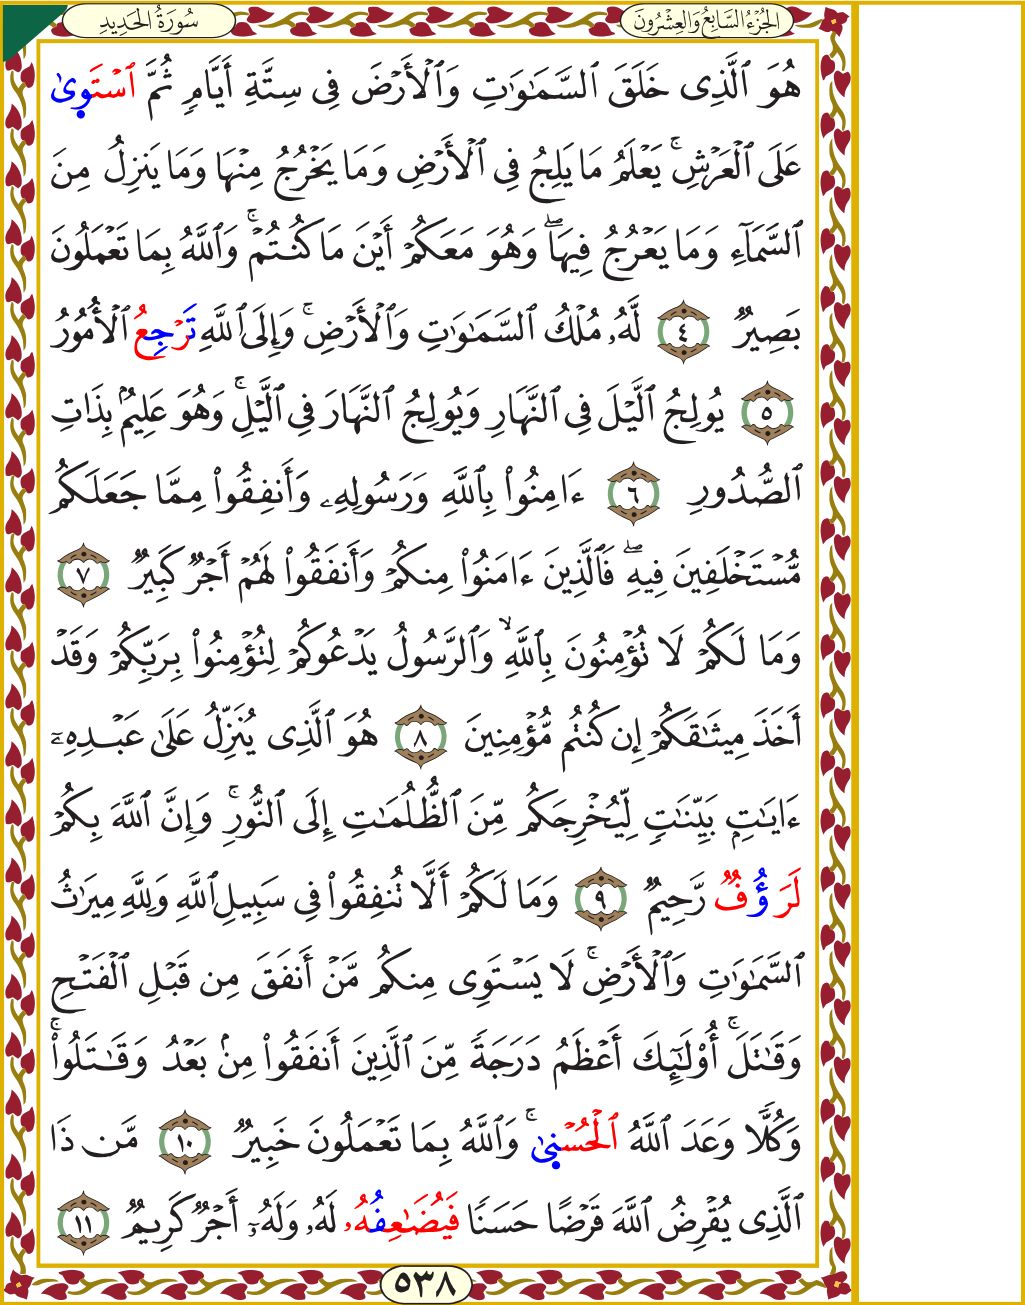 الجُزْءُ السَّابِعُ وَالعِشْرُونَ
سُورَةُ الحَدِيدِ
هُوَ ٱلَّذِى خَلَقَ ٱلسَّمَـٰوَٰتِ وَٱلْأَرْضَ فِى سِتَّةِ أَيَّامٍ ثُمَّ ٱسْتَوِىٰ
عَلَى ٱلْعَرْشِ ۚ يَعْلَمُ مَا يَلِجُ فِى ٱلْأَرْضِ وَمَا يَخْرُجُ مِنْهَا وَمَا يَنزِلُ مِنَ
ٱلسَّمَآءِ وَمَا يَعْرُجُ فِيهَا ۖ وَهُوَ مَعَكُمْ أَيْنَ مَا كُنتُمْ ۚ وَٱللَّهُ بِمَا تَعْمَلُونَ
بَصِيرٌ ٤ لَّهُۥ مُلْكُ ٱلسَّمَـٰوَٰتِ وَٱلْأَرْضِ ۚ وَإِلَى ٱللَّهِ تَرْجِعُ ٱلْأُمُورُ
٥ يُولِجُ ٱلَّيْلَ فِى ٱلنَّهَارِ وَيُولِجُ ٱلنَّهَارَ فِى ٱلَّيْلِ ۚ وَهُوَ عَلِيمٌۢ بِذَاتِ
ٱلصُّدُورِ ٦ ءَامِنُوا۟ بِٱللَّهِ وَرَسُولِهِۦ وَأَنفِقُوا۟ مِمَّا جَعَلَكُم
مُّسْتَخْلَفِينَ فِيهِ ۖ فَٱلَّذِينَ ءَامَنُوا۟ مِنكُمْ وَأَنفَقُوا۟ لَهُمْ أَجْرٌ كَبِيرٌ ٧
وَمَا لَكُمْ لَا تُؤْمِنُونَ بِٱللَّهِ ۙ وَٱلرَّسُولُ يَدْعُوكُمْ لِتُؤْمِنُوا۟ بِرَبِّكُمْ وَقَدْ
أَخَذَ مِيثَـٰقَكُمْ إِن كُنتُم مُّؤْمِنِينَ ٨ هُوَ ٱلَّذِى يُنَزِّلُ عَلَىٰ عَبْدِهِۦٓ
ءَايَـٰتٍۭ بَيِّنَـٰتٍ لِّيُخْرِجَكُم مِّنَ ٱلظُّلُمَـٰتِ إِلَى ٱلنُّورِ ۚ وَإِنَّ ٱللَّهَ بِكُمْ
لَرَؤُفٌ رَّحِيمٌ ٩ وَمَا لَكُمْ أَلَّا تُنفِقُوا۟ فِى سَبِيلِ ٱللَّهِ وَلِلَّهِ مِيرَٰثُ
ٱلسَّمَـٰوَٰتِ وَٱلْأَرْضِ ۚ لَا يَسْتَوِى مِنكُم مَّنْ أَنفَقَ مِن قَبْلِ ٱلْفَتْحِ
وَقَـٰتَلَ ۚ أُو۟لَـٰٓئِكَ أَعْظَمُ دَرَجَةً مِّنَ ٱلَّذِينَ أَنفَقُوا۟ مِنۢ بَعْدُ وَقَـٰتَلُوا۟ ۚ
وَكُلًّا وَعَدَ ٱللَّهُ ٱلْحُسْنِىٰ ۚ وَٱللَّهُ بِمَا تَعْمَلُونَ خَبِيرٌ ١٠ مَّن ذَا
ٱلَّذِى يُقْرِضُ ٱللَّهَ قَرْضًا حَسَنًا فَيُضَـٰعِفُهُۥ لَهُۥ وَلَهُۥٓ أَجْرٌ كَرِيمٌ ١١
٥٣٨